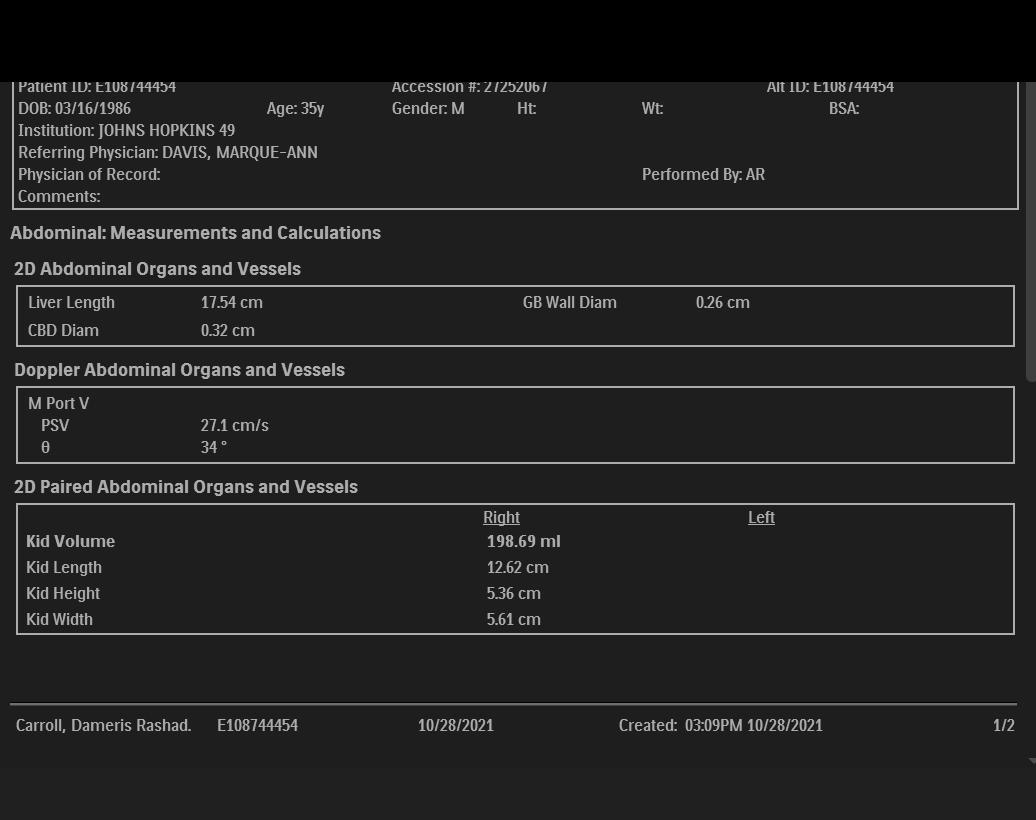 Patient ID: E108744454 Accession #: 27252067 Alt ID: E108744454
DOB: 03/16/1986 Age: 35y Gender: M Ht: Wt: BSA:
Institution: JOHNS HOPKINS 49
Referring Physician: DAVIS, MARQUE-ANN
Physician of Record: Performed By: AR
Comments:
Abdominal: Measurements and Calculations
2D Abdominal Organs and Vessels
Liver Length 17.54 cm GB Wall Diam 0.26 cm
CBD Diam 0.32 cm
Doppler Abdominal Organs and Vessels
M Port V
PSV 27.1 cm/s
θ 34 °
2D Paired Abdominal Organs and Vessels
Right Left
Kid Volume 198.69 ml
Kid Length 12.62 cm
Kid Height 5.36 cm
Kid Width 5.61 cm
Carroll, Dameris Rashad. E108744454 10/28/2021 Created: 03:09PM 10/28/2021 1/2